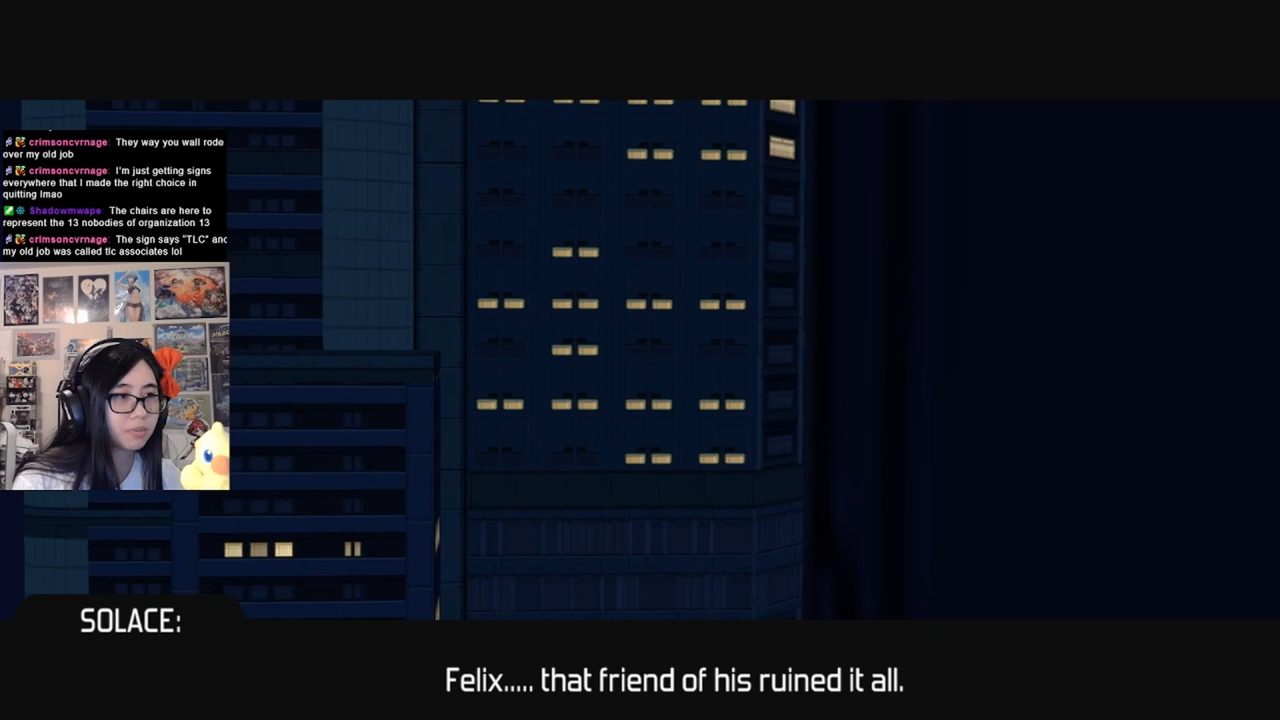 crimsoncvrnage: They way you wall rode
over my old job
crimsoncvrnage: I'm just getting signs
everywhere that I made the right choice in
quitting lmao
Shadowmwape: The chairs are here to
represent the 13 nobodies of organization 13
crimsoncvrnage: The sign says "TLC" and
my old job was called tlc associates lol
SOLACE:
Felix..... that friend of his ruined it all.